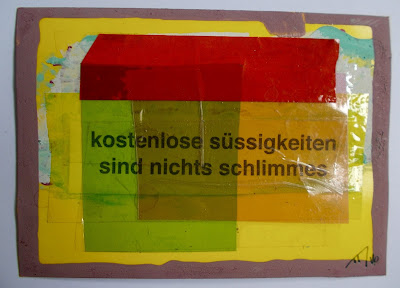 kostenlose süssigkeiten
sind nichts schlimmes